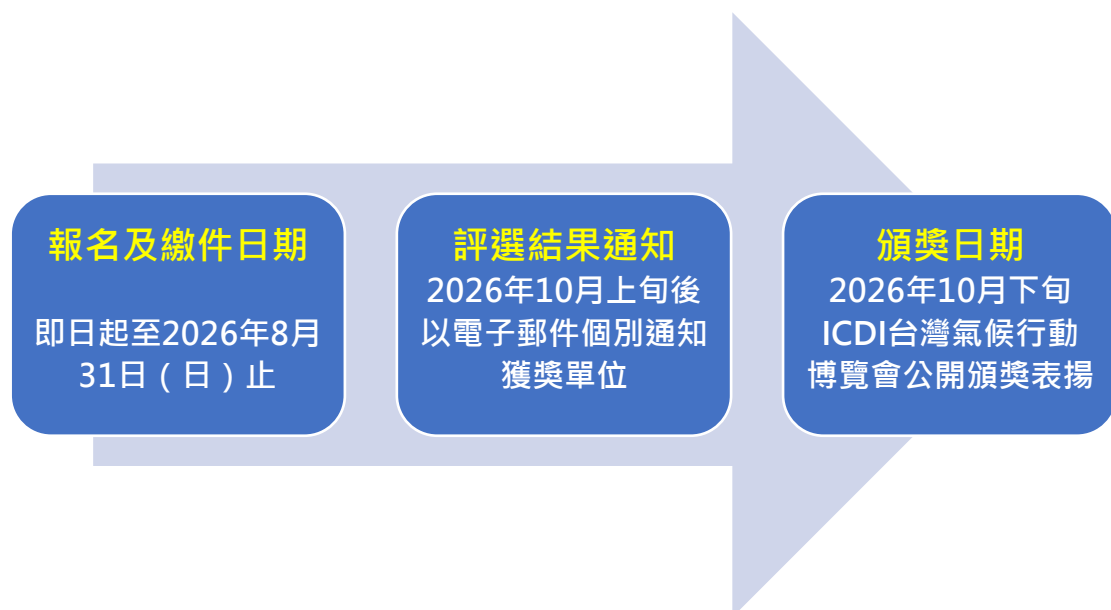 報名及繳件日期
即日起至2026年8月
31日（日）止
評選結果通知
2026年10月上旬後
以電子郵件個別通知
獲獎單位
頒獎日期
2026年10月下旬
ICDI台灣氣候行動
博覽會公開頒獎表揚